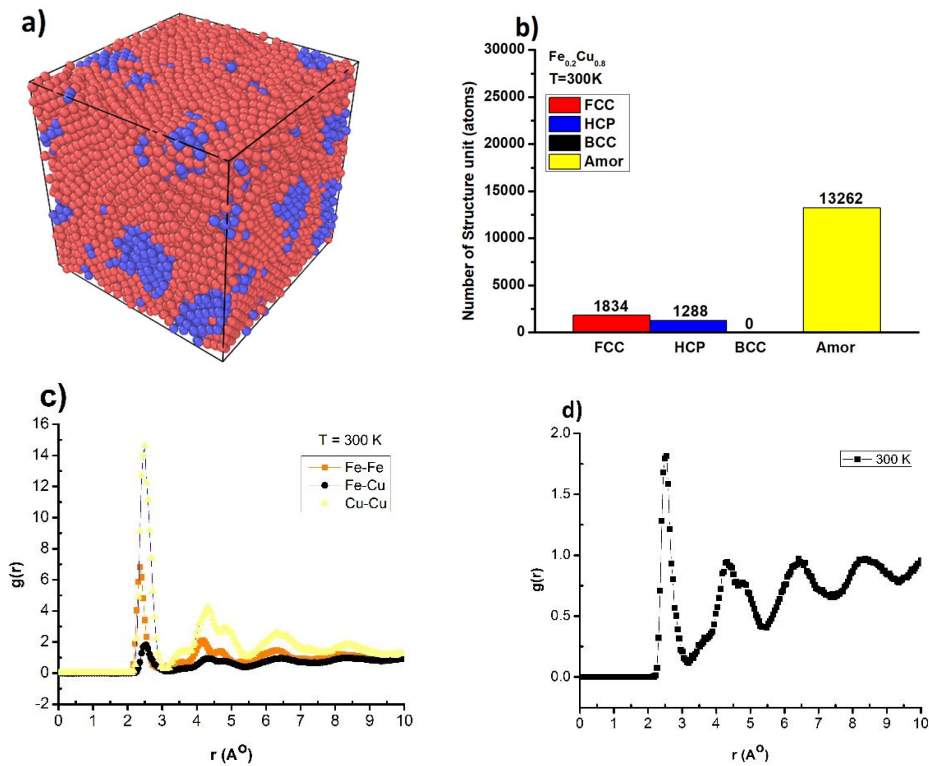 a)
b)
Number of Structure unit (atoms)
30000
25000
20000
15000
10000
5000
0
Fe0.2Cu0.8
T=300K
FCC
HCP
BCC
Amor
1834
1288
0
13262
FCC
HCP
BCC
Amor
c)
g(r)
16
14
12
10
8
6
4
2
0
-2
T = 300 K
Fe-Fe
Fe-Cu
Cu-Cu
0 1 2 3 4 5 6 7 8 9 10
r (A^O)
d)
g(r)
2.0
1.5
1.0
0.5
0.0
300 K
0 1 2 3 4 5 6 7 8 9 10
r (A^O)